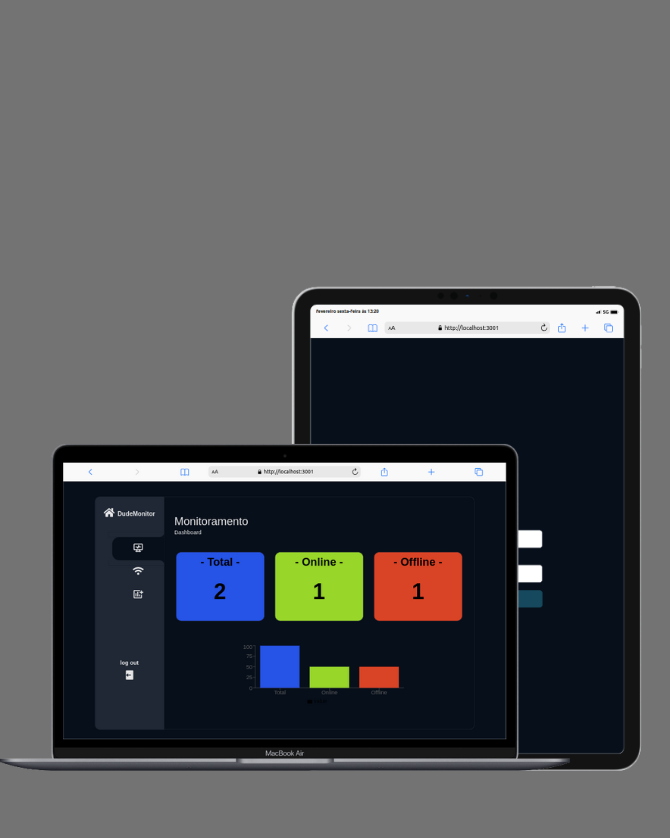 fevereiro sexta-feira às 13:28
5G
AA
http://localhost:3001
AA
http://localhost:3001
DudeMonitor
Monitoramento
Dashboard
- Total -
2
- Online -
1
- Offline -
1
log out
100
75
50
25
0
Total
Online
Offline
MacBook Air